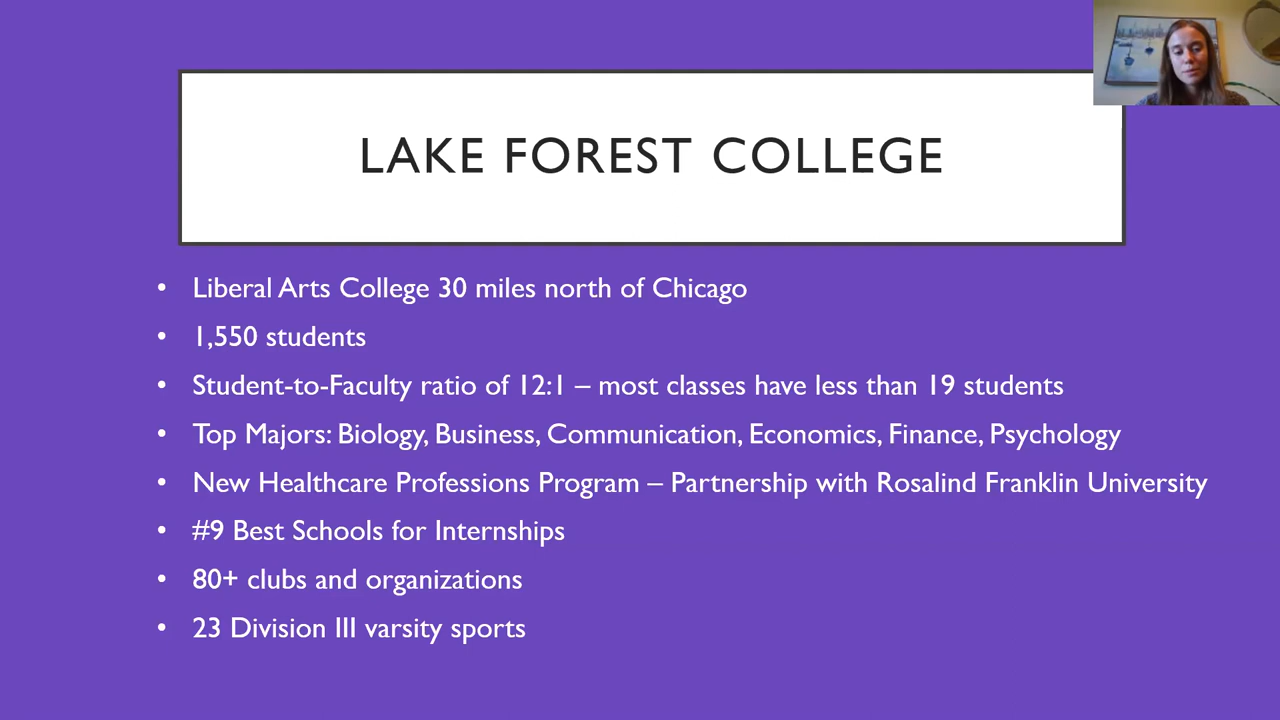 LAKE FOREST COLLEGE
• Liberal Arts College 30 miles north of Chicago
• 1,550 students
• Student-to-Faculty ratio of 12:1 – most classes have less than 19 students
• Top Majors: Biology, Business, Communication, Economics, Finance, Psychology
• New Healthcare Professions Program – Partnership with Rosalind Franklin University
• #9 Best Schools for Internships
• 80+ clubs and organizations
• 23 Division III varsity sports